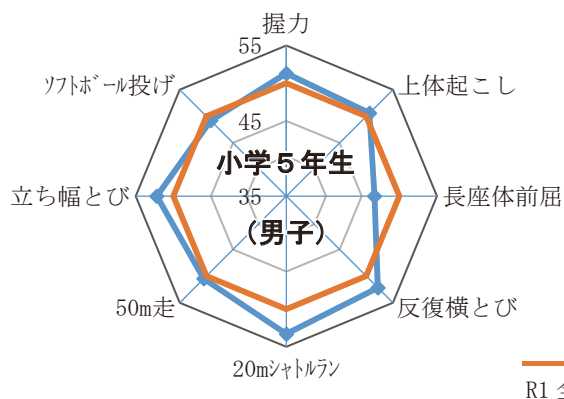 握力
55
ソフトボール投げ
上体起こし
45
小学５年生
立ち幅とび
35
長座体前屈
（男子）
50m走
反復横とび
20mシャトルラン
R1 全